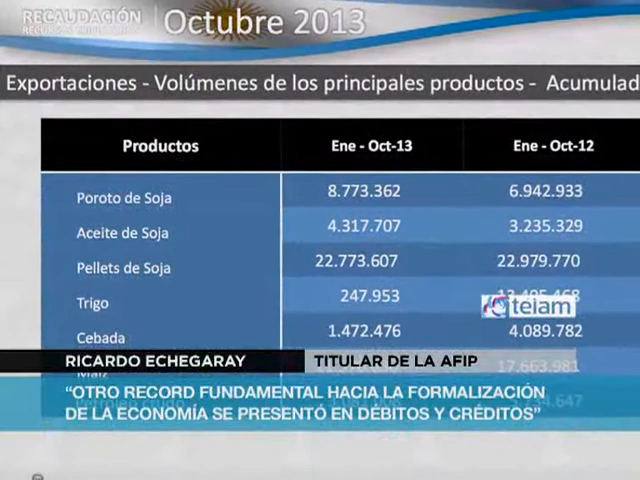 RECAUDACIÓN
Octubre 2013
Exportaciones - Volúmenes de los principales productos - Acumulad
Productos Ene - Oct-13 Ene - Oct-12
Poroto de Soja 8.773.362 6.942.933
Aceite de Soja 4.317.707 3.235.329
Pellets de Soja 22.773.607 22.979.770
Trigo 247.953
telam
Cebada 1.472.476 4.089.782
RICARDO ECHEGARAY TITULAR DE LA AFIP
Maíz 17.663.981
“OTRO RECORD FUNDAMENTAL HACIA LA FORMALIZACIÓN
DE LA ECONOMÍA SE PRESENTÓ EN DÉBITOS Y CRÉDITOS”